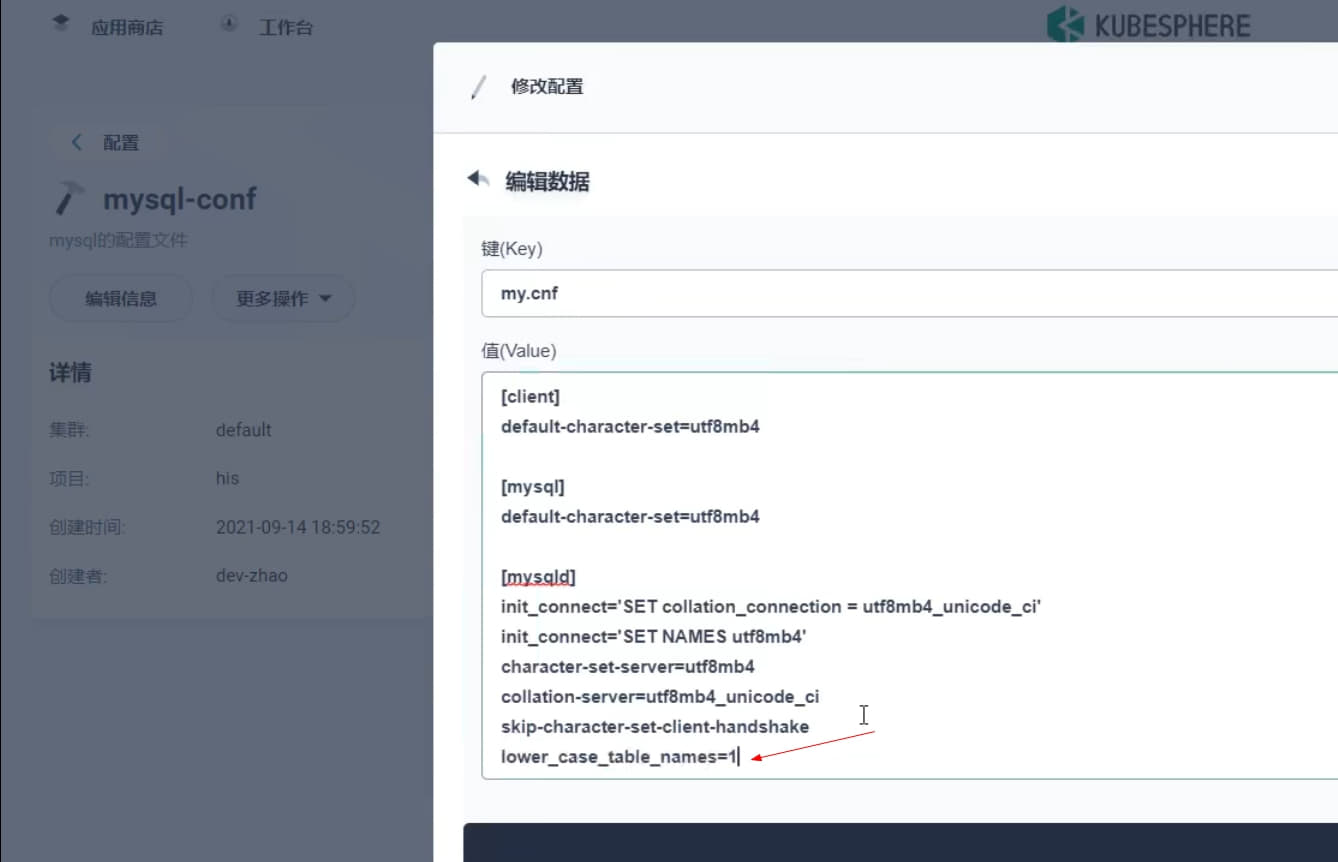 应用商店
工作台
KUBESPHERE
配置
mysql-conf
mysql的配置文件
编辑信息
更多操作
详情
集群: default
项目: his
创建时间: 2021-09-14 18:59:52
创建者: dev-zhao
修改配置
编辑数据
键(Key)
my.cnf
值(Value)
[client]
default-character-set=utf8mb4
[mysql]
default-character-set=utf8mb4
[mysqld]
init_connect='SET collation_connection = utf8mb4_unicode_ci'
init_connect='SET NAMES utf8mb4'
character-set-server=utf8mb4
collation-server=utf8mb4_unicode_ci
skip-character-set-client-handshake
lower_case_table_names=1